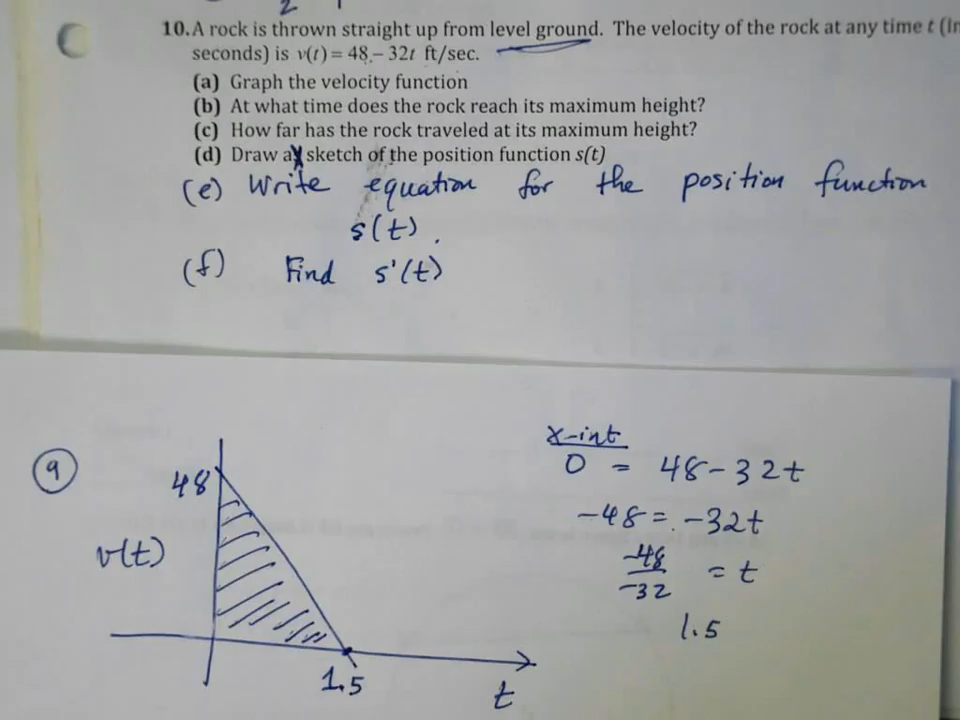 10. A rock is thrown straight up from level ground. The velocity of the rock at any time t (in
seconds) is v(t) = 48 – 32t ft/sec.
(a) Graph the velocity function
(b) At what time does the rock reach its maximum height?
(c) How far has the rock traveled at its maximum height?
(d) Draw a sketch of the position function s(t)
(e) Write equation for the position function
s(t).
(f) Find s'(t)
x-int
9
48
0 = 48-32t
-48 = -32t
v(t)
-48/-32 = t
1.5
1.5
t